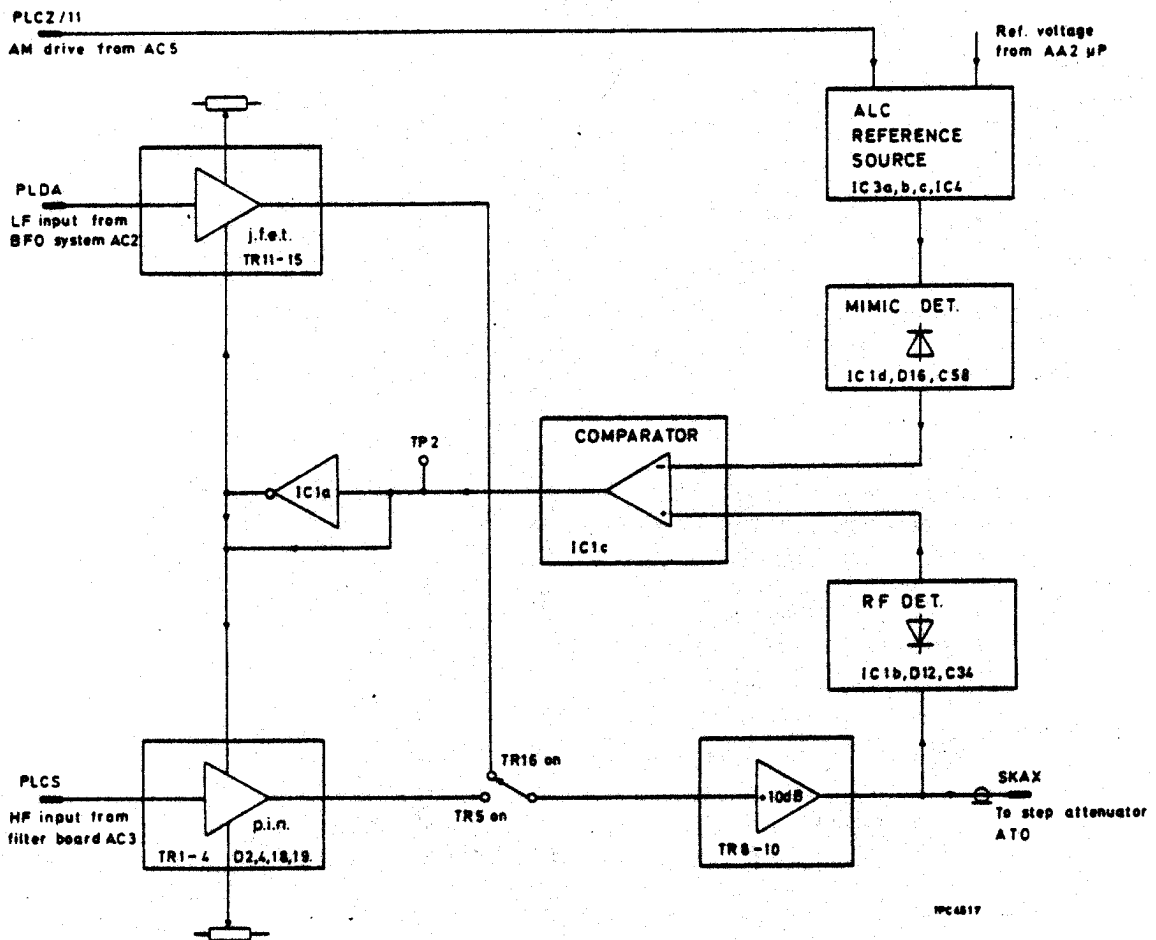 PLCZ/11
AM drive from AC5
Ref. voltage
from AA2 µP
ALC
REFERENCE
SOURCE
IC3a,b,c,IC4
PLDA
LF input from
BFO system AC2
j.f.e.t.
TR11-15
MIMIC DET.
IC1d,D16,C58
COMPARATOR
-
+
IC1c
TP2
IC1a
RF DET.
IC1b,D12,C34
PLCS
HF input from
filter board AC3
p.i.n.
TR1-4 D2,4,18,19.
TR16 on
TR5 on
+10dB
TR8-10
SKAX
To step attenuator
AT0
TPC4617